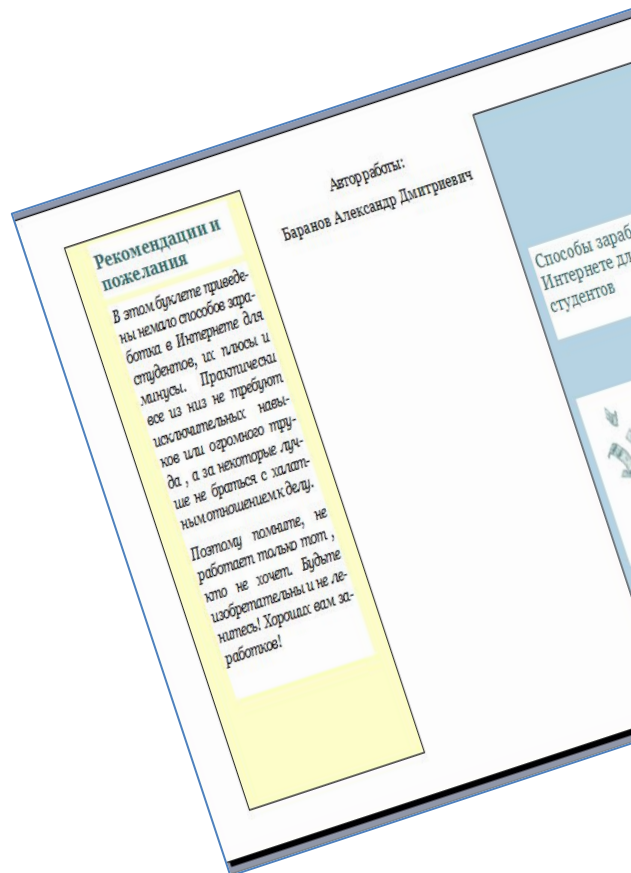 Рекомендации и
пожелания
В этом буклете приведе-
ны немало способов зара-
ботка в Интернете для
студентов, их плюсы и
минусы. Практически
все из низ не требуют
исключительных навы-
ков или огромного тру-
да , а за некоторые луч-
ше не браться с халат-
ным отношением к делу.
Поэтому помните, не
работает только тот ,
кто не хочет. Будьте
изобретательны и не ле-
нитесь! Хороших вам за-
работков!
Автор работы:
Баранов Александр Дмитриевич
Способы зараб
Интернете дл
студентов